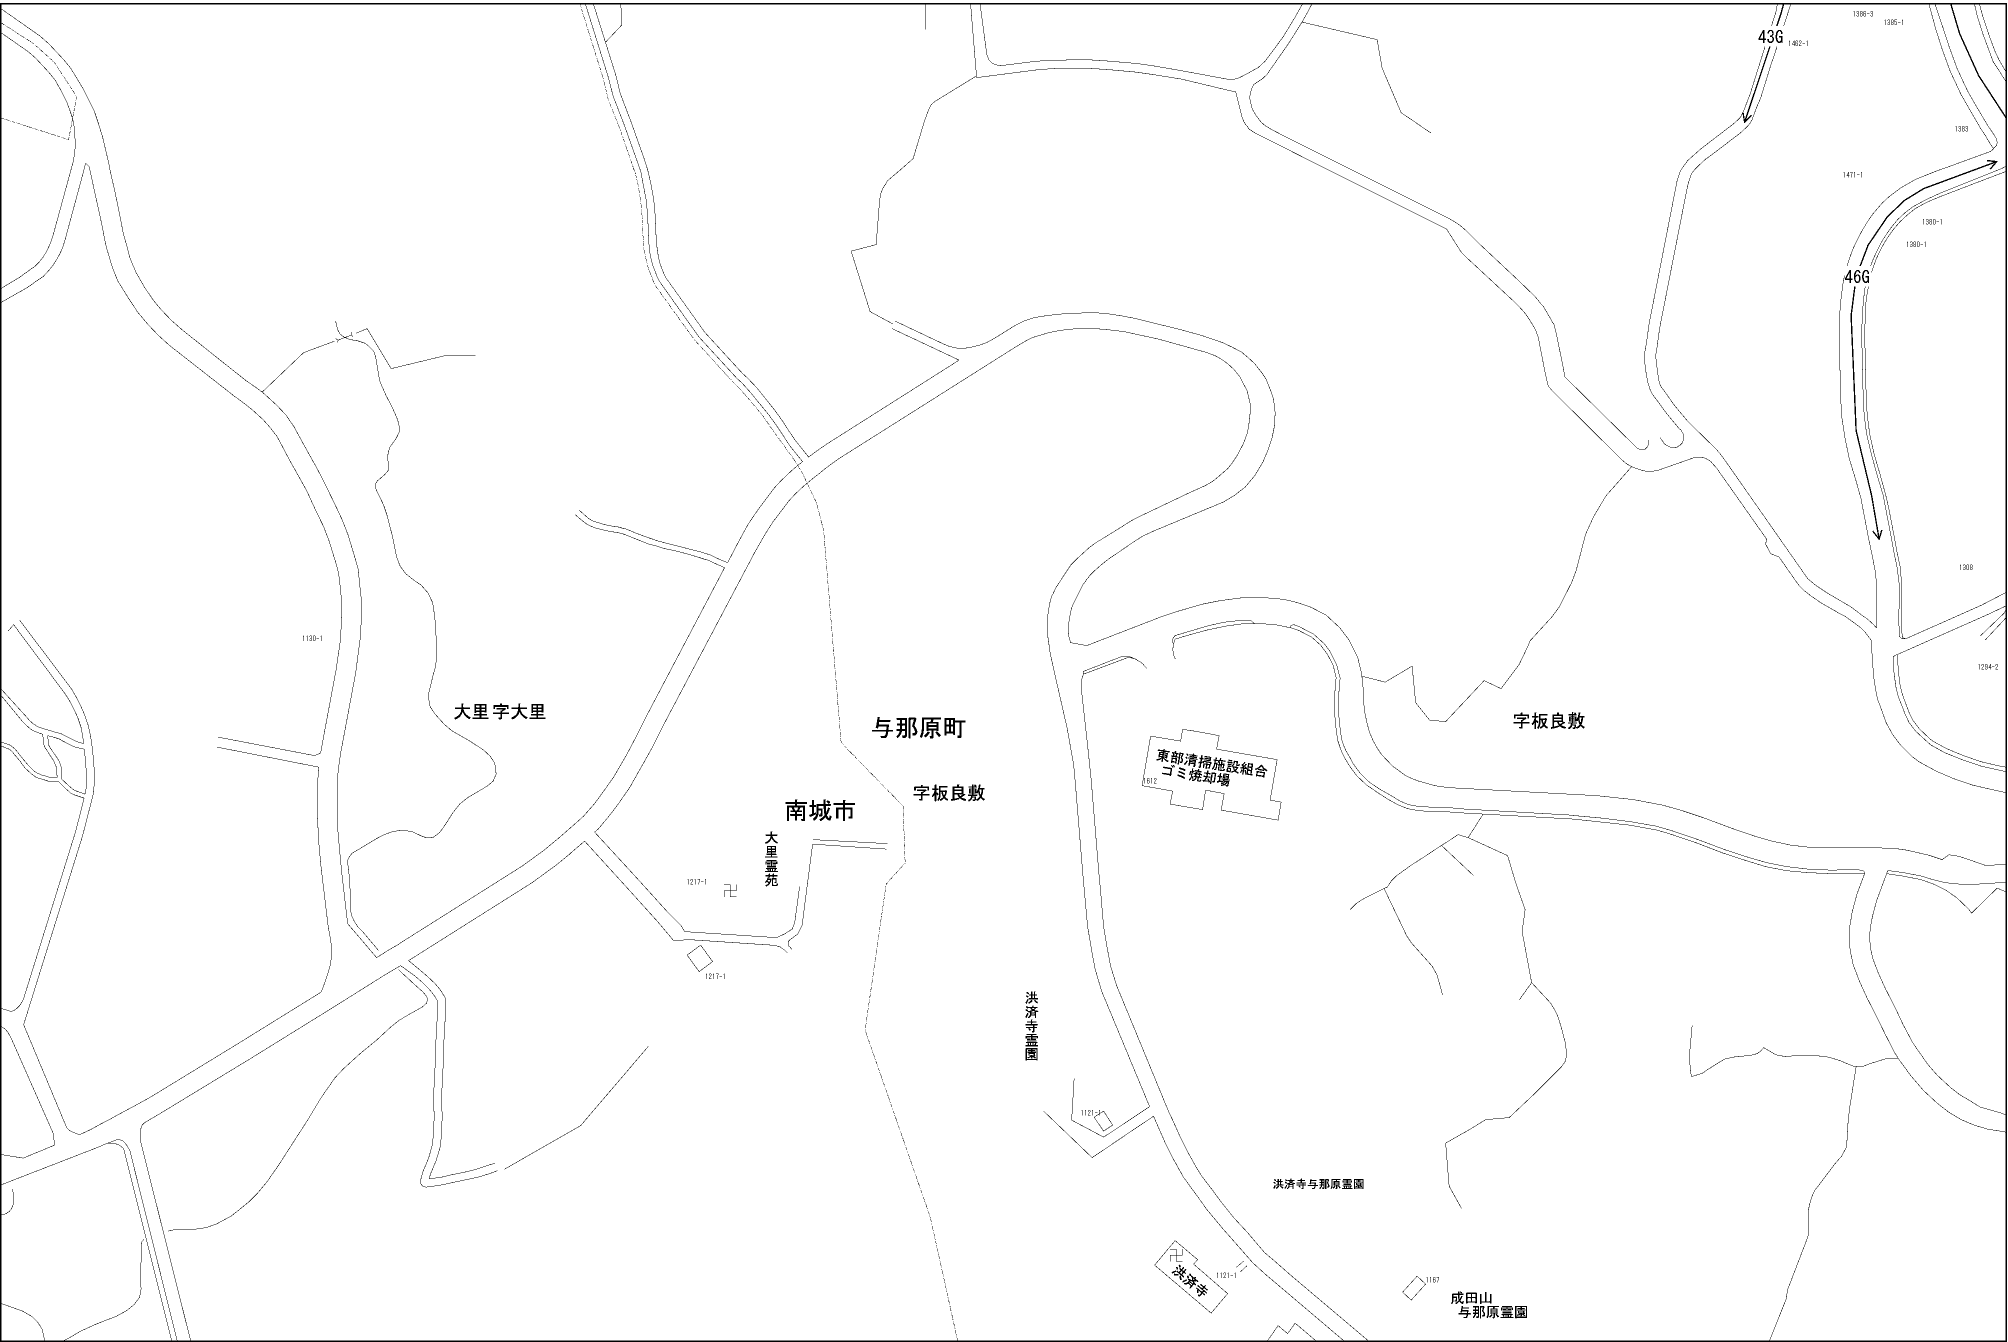 1386-3
1385-1
43G
1462-1
1383
1471-1
1380-1
1380-1
46G
1308
1130-1
1294-2
大里字大里
与那原町
字板良敷
東部清掃施設組合
ゴミ焼却場
1612
字板良敷
南城市
大里霊苑
1217-1
卍
1217-1
洪済寺霊園
1121-1
洪済寺与那原霊園
卍
洪済寺
1121-1
1167
成田山
与那原霊園